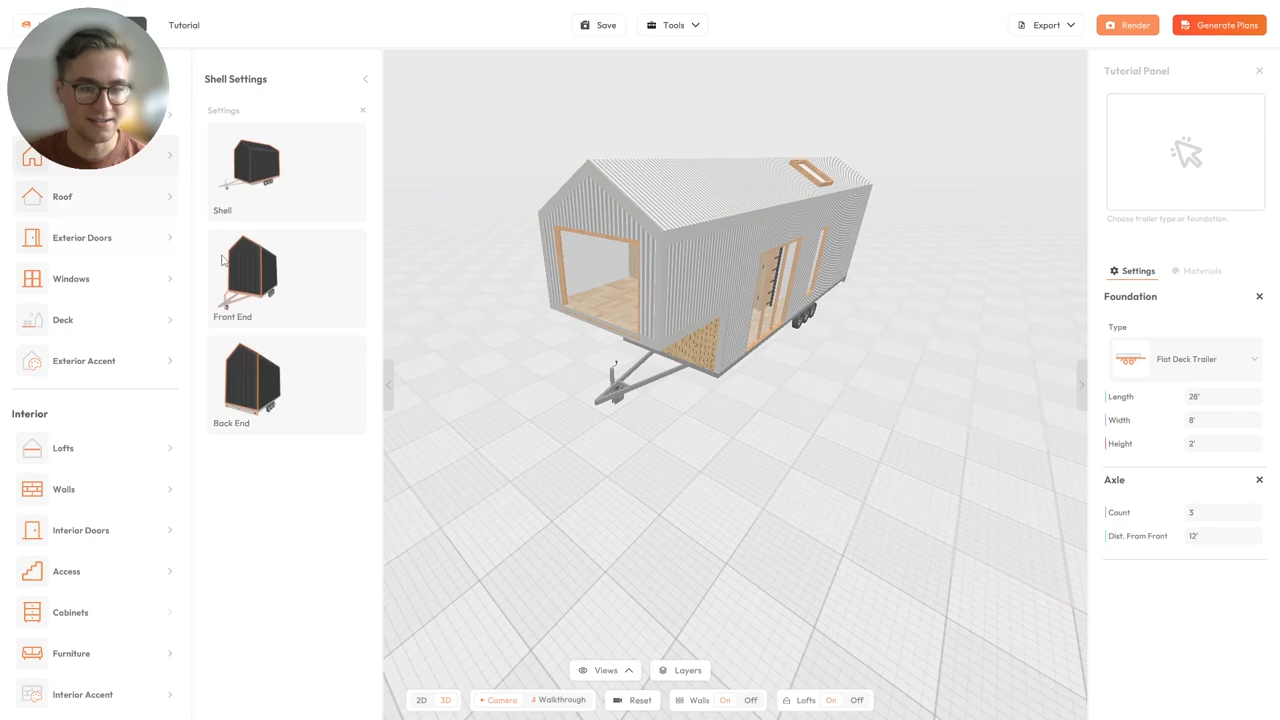 Tutorial
Save
Tools
Export
Render
Generate Plans
Roof
Exterior Doors
Windows
Deck
Exterior Accent
Interior
Lofts
Walls
Interior Doors
Access
Cabinets
Furniture
Interior Accent
Shell Settings
Settings
Shell
Front End
Back End
Views
Layers
2D
3D
Camera
Walkthrough
Reset
Walls On Off
Lofts On Off
Tutorial Panel
Choose trailer type or foundation.
Settings
Materials
Foundation
Type
Flat Deck Trailer
Length 28'
Width 8'
Height 2'
Axle
Count 3
Dist. From Front 12'